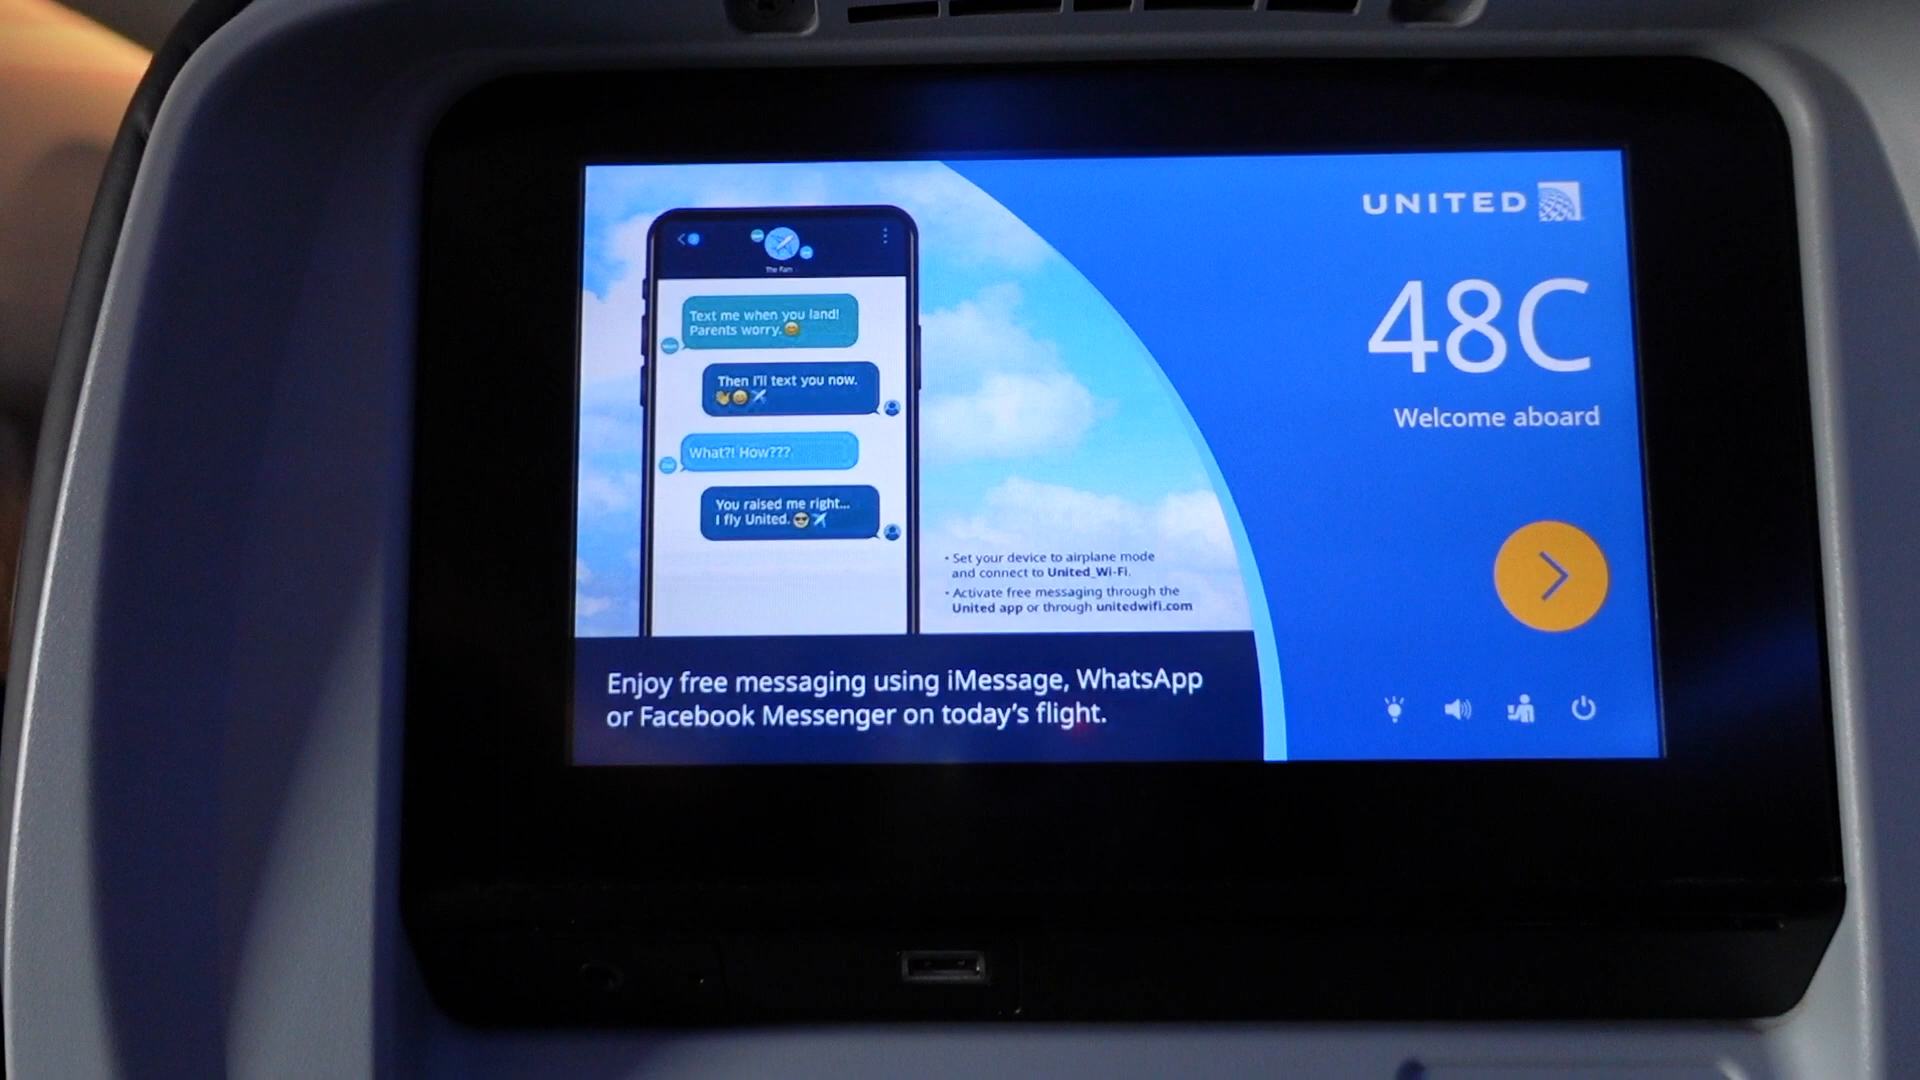 UNITED
48C
Welcome aboard
The Fam
Text me when you land!
Parents worry.
Then I'll text you now.
What?! How???
You raised me right...
I fly United.
• Set your device to airplane mode
and connect to United_Wi-Fi.
• Activate free messaging through the
United app or through unitedwifi.com
Enjoy free messaging using iMessage, WhatsApp
or Facebook Messenger on today's flight.